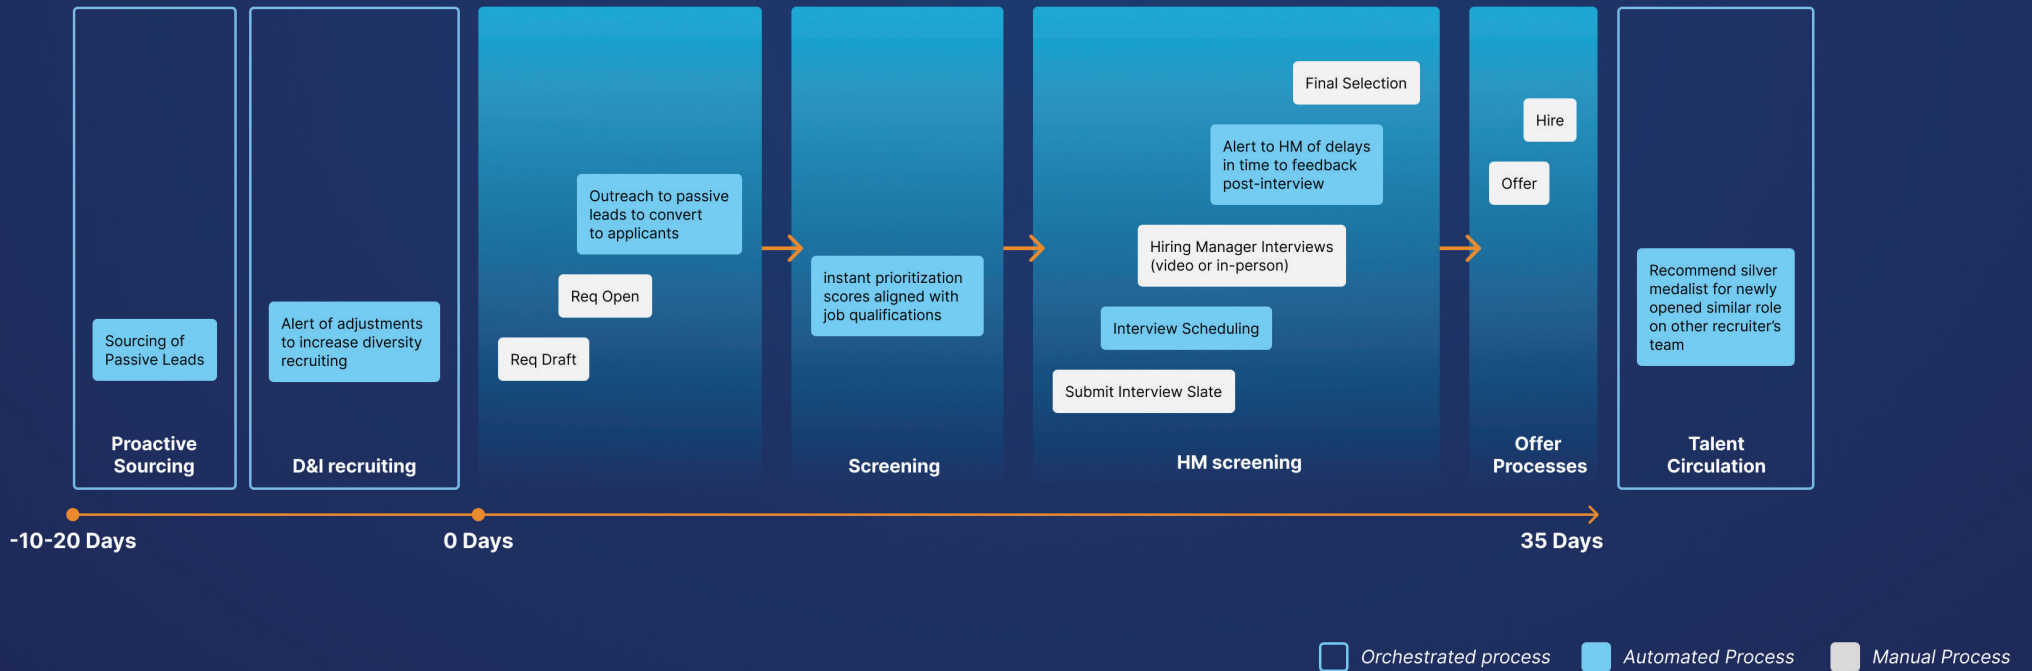 Sourcing of
Passive Leads
Proactive
Sourcing
Alert of adjustments
to increase diversity
recruiting
D&I recruiting
Outreach to passive
leads to convert
to applicants
Req Open
Req Draft
instant prioritization
scores aligned with
job qualifications
Screening
Final Selection
Alert to HM of delays
in time to feedback
post-interview
Hiring Manager Interviews
(video or in-person)
Interview Scheduling
Submit Interview Slate
HM screening
Hire
Offer
Offer
Processes
Recommend silver
medalist for newly
opened similar role
on other recruiter’s
team
Talent
Circulation
-10-20 Days
0 Days
35 Days
Orchestrated process
Automated Process
Manual Process